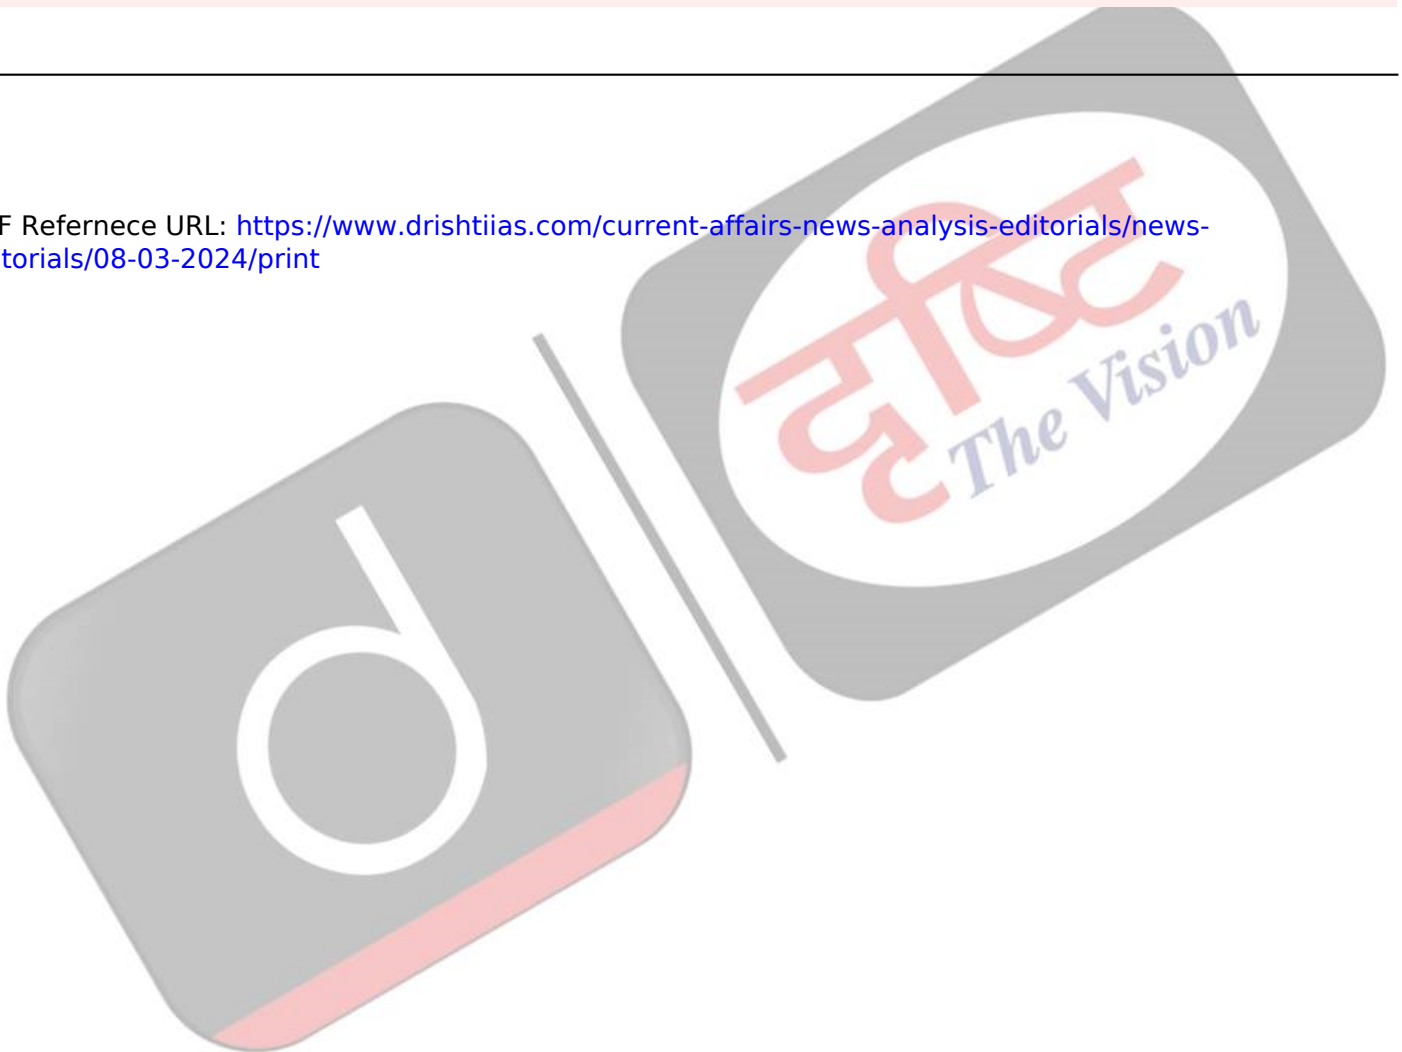 F Refernece URL: https://www.drishtiias.com/current-affairs-news-analysis-editorials/news-
torials/08-03-2024/print
दृष्टि
The Vision
d